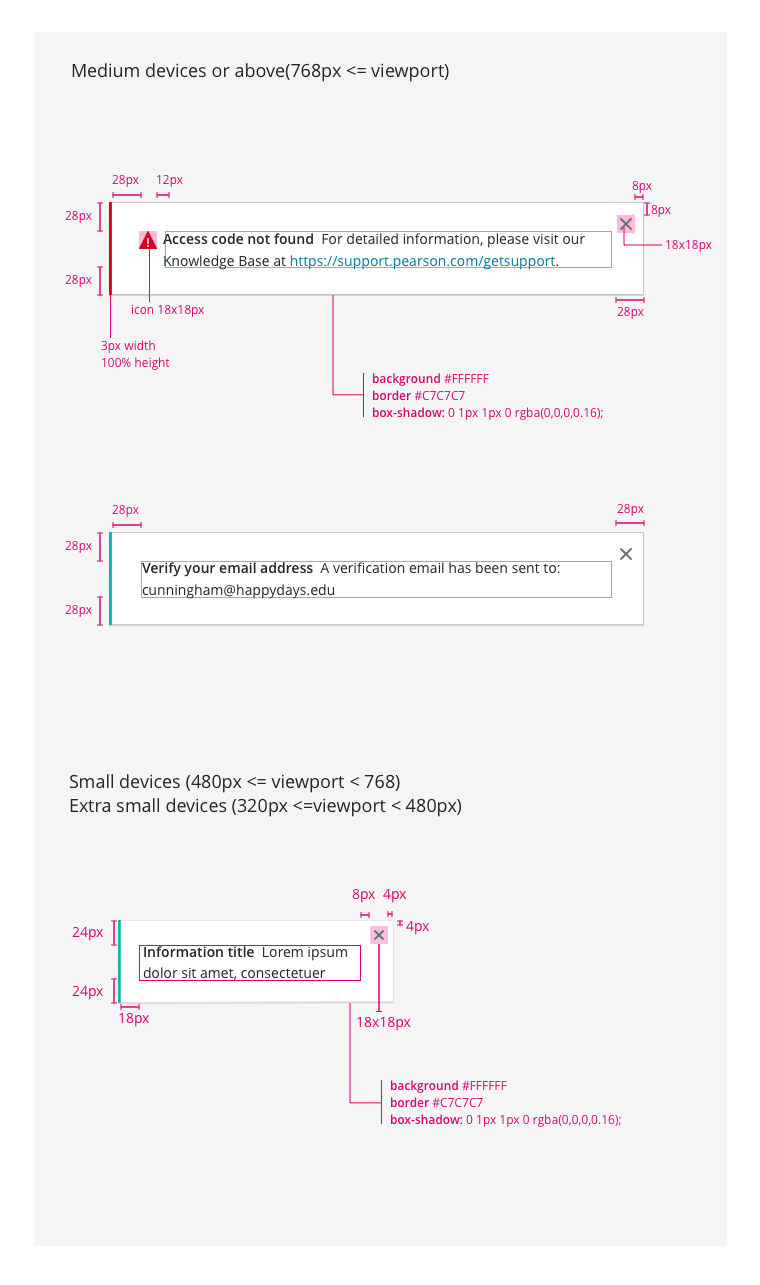 Medium devices or above(768px <= viewport)
28px 12px
8px
28px
8px
Access code not found  For detailed information, please visit our
18x18px
Knowledge Base at https://support.pearson.com/getsupport.
28px
icon 18x18px
28px
3px width
100% height
background #FFFFFF
border #C7C7C7
box-shadow: 0 1px 1px 0 rgba(0,0,0,0.16);
28px
28px
28px
Verify your email address  A verification email has been sent to:
cunningham@happydays.edu
28px
Small devices (480px <= viewport < 768)
Extra small devices (320px <=viewport < 480px)
8px 4px
4px
24px
Information title  Lorem ipsum
dolor sit amet, consectetuer
24px
18px
18x18px
background #FFFFFF
border #C7C7C7
box-shadow: 0 1px 1px 0 rgba(0,0,0,0.16);